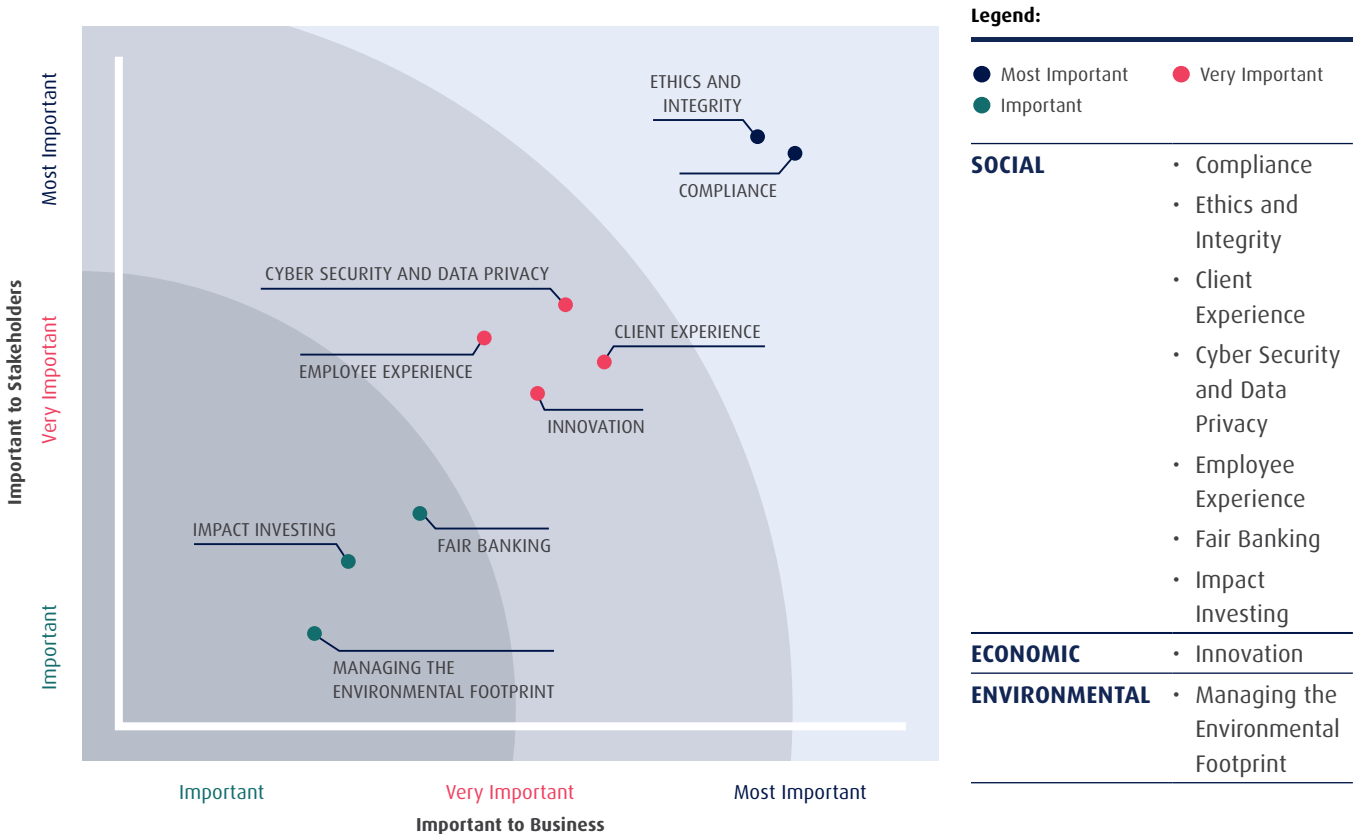 Legend:
Most Important
Very Important
Important
SOCIAL
• Compliance
• Ethics and
Integrity
• Client
Experience
• Cyber Security
and Data
Privacy
• Employee
Experience
• Fair Banking
• Impact
Investing
ECONOMIC
• Innovation
ENVIRONMENTAL
• Managing the
Environmental
Footprint
Important to Stakeholders
Most Important
Very Important
Important
ETHICS AND
INTEGRITY
COMPLIANCE
CYBER SECURITY AND DATA PRIVACY
CLIENT EXPERIENCE
EMPLOYEE EXPERIENCE
INNOVATION
IMPACT INVESTING
FAIR BANKING
MANAGING THE
ENVIRONMENTAL FOOTPRINT
Important
Very Important
Most Important
Important to Business